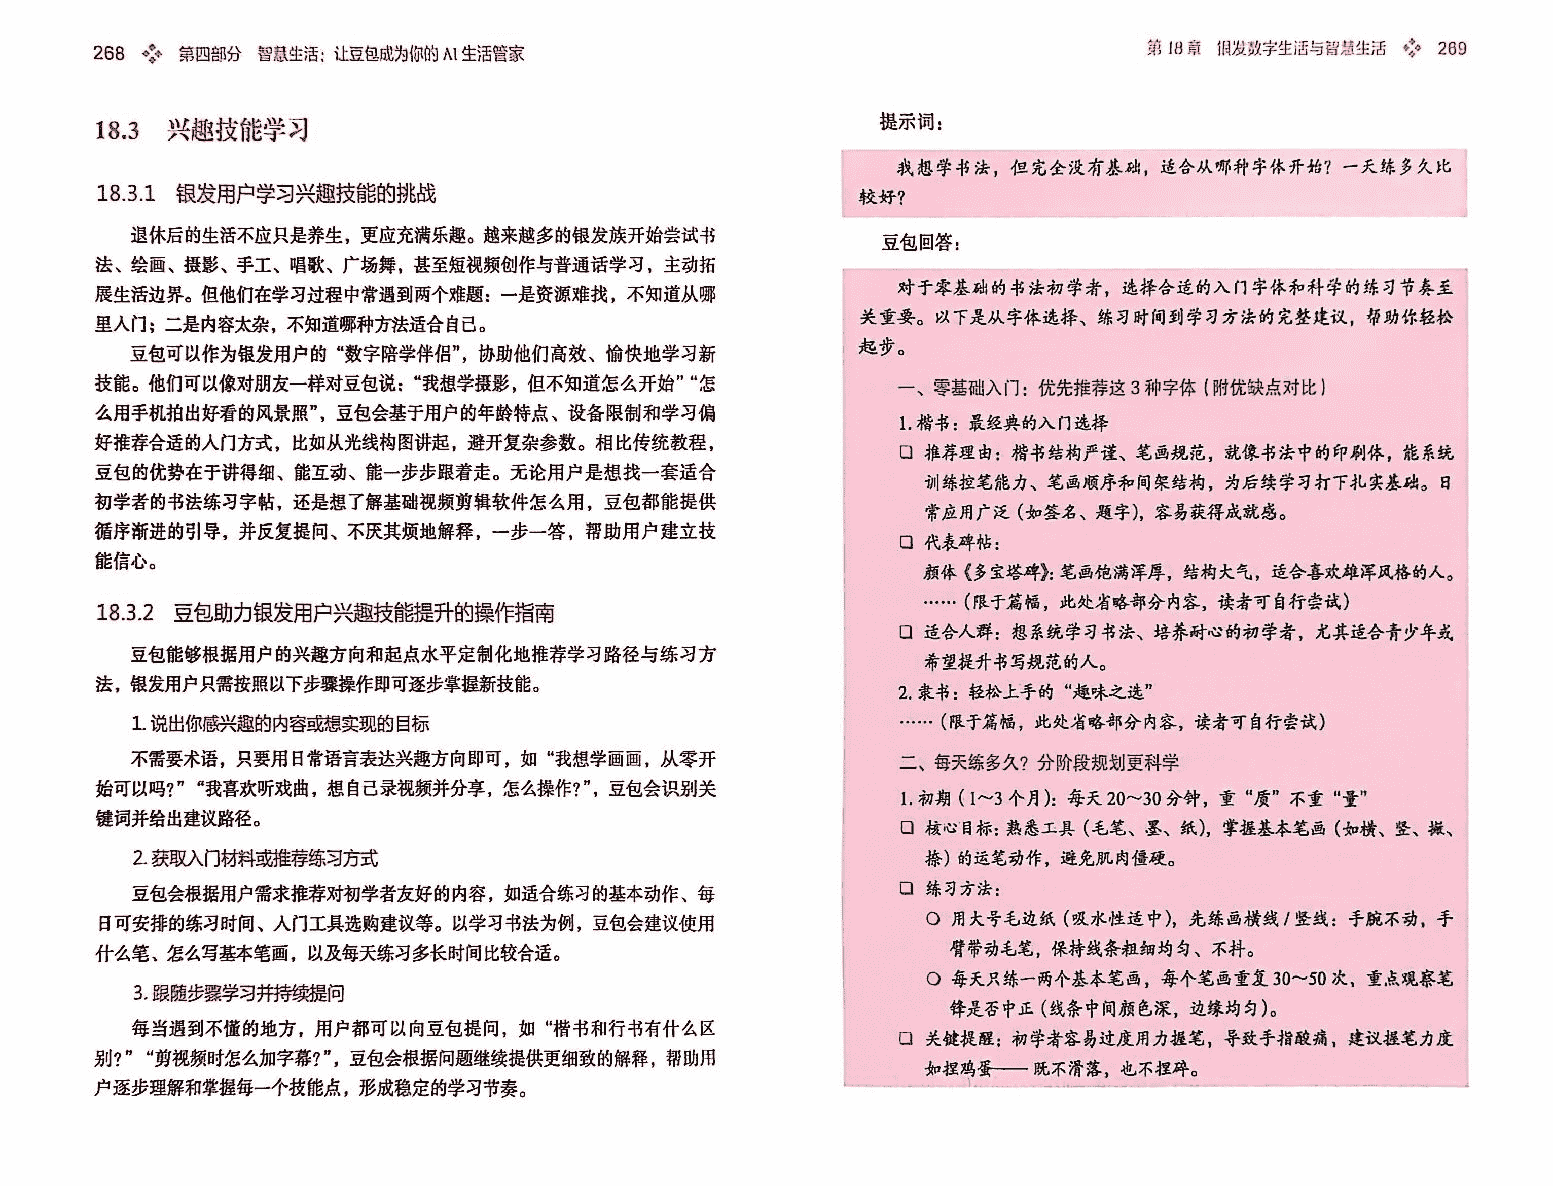 268 第四部分 智慧生活：让豆包成为你的 AI 生活管家
18.3 兴趣技能学习
18.3.1 银发用户学习兴趣技能的挑战
退休后的生活不应只是养生，更应充满乐趣。越来越多的银发族开始尝试书
法、绘画、摄影、手工、唱歌、广场舞，甚至短视频创作与普通话学习，主动拓
展生活边界。但他们在学习过程中常遇到两个难题：一是资源难找，不知道从哪
里入门；二是内容太杂，不知道哪种方法适合自己。
豆包可以作为银发用户的“数字陪学伴侣”，协助他们高效、愉快地学习新
技能。他们可以像对朋友一样对豆包说：“我想学摄影，但不知道怎么开始”“怎
么用手机拍出好看的风景照”，豆包会基于用户的年龄特点、设备限制和学习偏
好推荐合适的入门方式，比如从光线构图讲起，避开复杂参数。相比传统教程，
豆包的优势在于讲得细、能互动、能一步步跟着走。无论用户是想找一套适合
初学者的书法练习字帖，还是想了解基础视频剪辑软件怎么用，豆包都能提供
循序渐进的引导，并反复提问、不厌其烦地解释，一步一答，帮助用户建立技
能信心。
18.3.2 豆包助力银发用户兴趣技能提升的操作指南
豆包能够根据用户的兴趣方向和起点水平定制化地推荐学习路径与练习方
法，银发用户只需按照以下步骤操作即可逐步掌握新技能。
1. 说出你感兴趣的内容或想实现的目标
不需要术语，只要用日常语言表达兴趣方向即可，如“我想学画画，从零开
始可以吗？”“我喜欢听戏曲，想自己录视频并分享，怎么操作？”，豆包会识别关
键词并给出建议路径。
2. 获取入门材料或推荐练习方式
豆包会根据用户需求推荐对初学者友好的内容，如适合练习的基本动作、每
日可安排的练习时间、入门工具选购建议等。以学习书法为例，豆包会建议使用
什么笔、怎么写基本笔画，以及每天练习多长时间比较合适。
3. 跟随步骤学习并持续提问
每当遇到不懂的地方，用户都可以向豆包提问，如“楷书和行书有什么区
别？”“剪视频时怎么加字幕？”，豆包会根据问题继续提供更细致的解释，帮助用
户逐步理解和掌握每一个技能点，形成稳定的学习节奏。
第 18 章 银发数字生活与智慧生活 269
提示词：
我想学书法，但完全没有基础，适合从哪种字体开始？一天练多久比
较好？
豆包回答：
对于零基础的书法初学者，选择合适的入门字体和科学的练习节奏至
关重要。以下是从字体选择、练习时间到学习方法的完整建议，帮助你轻松
起步。
一、零基础入门：优先推荐这 3 种字体（附优缺点对比）
1. 楷书：最经典的入门选择
❑ 推荐理由：楷书结构严谨、笔画规范，就像书法中的印刷体，能系统
训练控笔能力、笔画顺序和间架结构，为后续学习打下扎实基础。日
常应用广泛（如签名、题字），容易获得成就感。
❑ 代表碑帖：
颜体《多宝塔碑》：笔画饱满浑厚，结构大气，适合喜欢雄浑风格的人。
……（限于篇幅，此处省略部分内容，读者可自行尝试）
❑ 适合人群：想系统学习书法、培养耐心的初学者，尤其适合青少年或
希望提升书写规范的人。
2. 隶书：轻松上手的“趣味之选”
……（限于篇幅，此处省略部分内容，读者可自行尝试）
二、每天练多久？分阶段规划更科学
1. 初期（1～3 个月）：每天 20～30 分钟，重“质”不重“量”
❑ 核心目标：熟悉工具（毛笔、墨、纸），掌握基本笔画（如横、竖、撇、
捺）的运笔动作，避免肌肉僵硬。
❑ 练习方法：
○ 用大号毛边纸（吸水性适中），先练画横线 / 竖线：手腕不动，手
臂带动毛笔，保持线条粗细均匀、不抖。
○ 每天只练一两个基本笔画，每个笔画重复 30～50 次，重点观察笔
锋是否中正（线条中间颜色深，边缘均匀）。
❑ 关键提醒：初学者容易过度用力握笔，导致手指酸痛，建议握笔力度
如捏鸡蛋——既不滑落，也不捏碎。